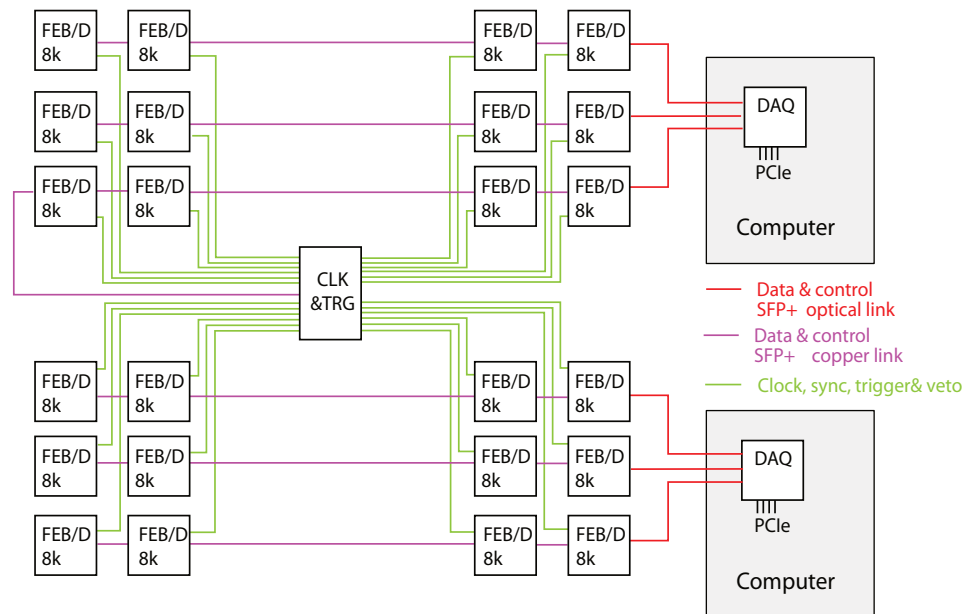 FEB/D
8k
FEB/D
8k
FEB/D
8k
FEB/D
8k
FEB/D
8k
FEB/D
8k
FEB/D
8k
FEB/D
8k
DAQ
PCIe
FEB/D
8k
FEB/D
8k
FEB/D
8k
FEB/D
8k
Computer
CLK
&TRG
Data & control
SFP+ optical link
Data & control
SFP+ copper link
Clock, sync, trigger& veto
FEB/D
8k
FEB/D
8k
FEB/D
8k
FEB/D
8k
FEB/D
8k
FEB/D
8k
FEB/D
8k
FEB/D
8k
DAQ
PCIe
FEB/D
8k
FEB/D
8k
FEB/D
8k
FEB/D
8k
Computer